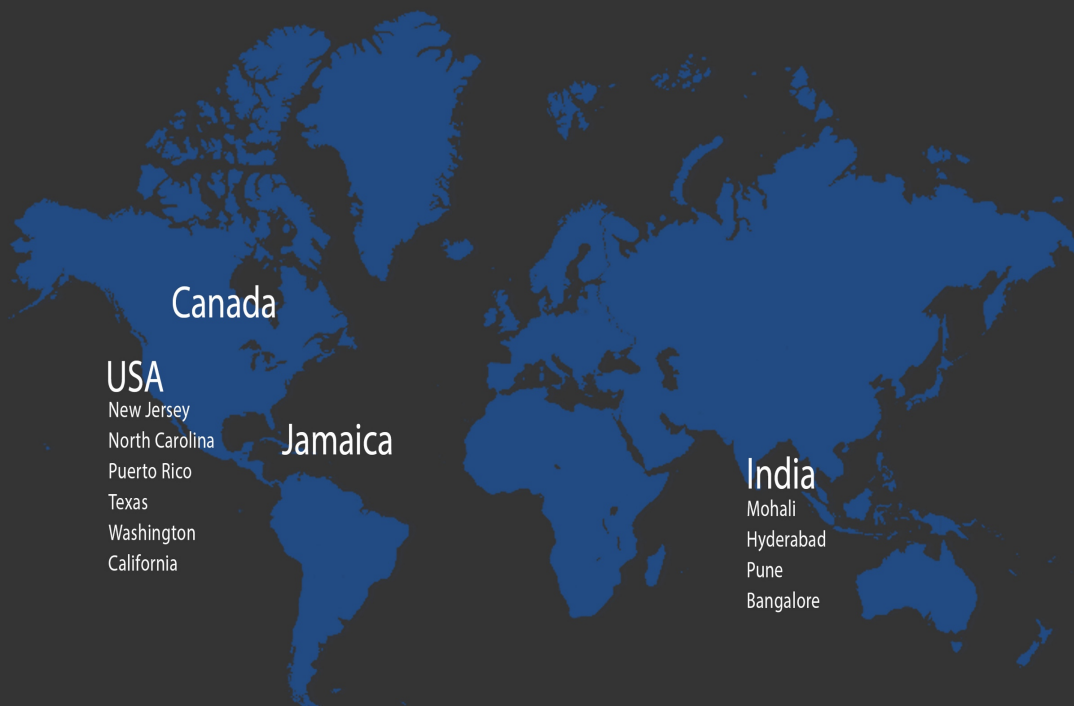 Canada
USA
New Jersey
North Carolina
Puerto Rico
Texas
Washington
California
Jamaica
India
Mohali
Hyderabad
Pune
Bangalore